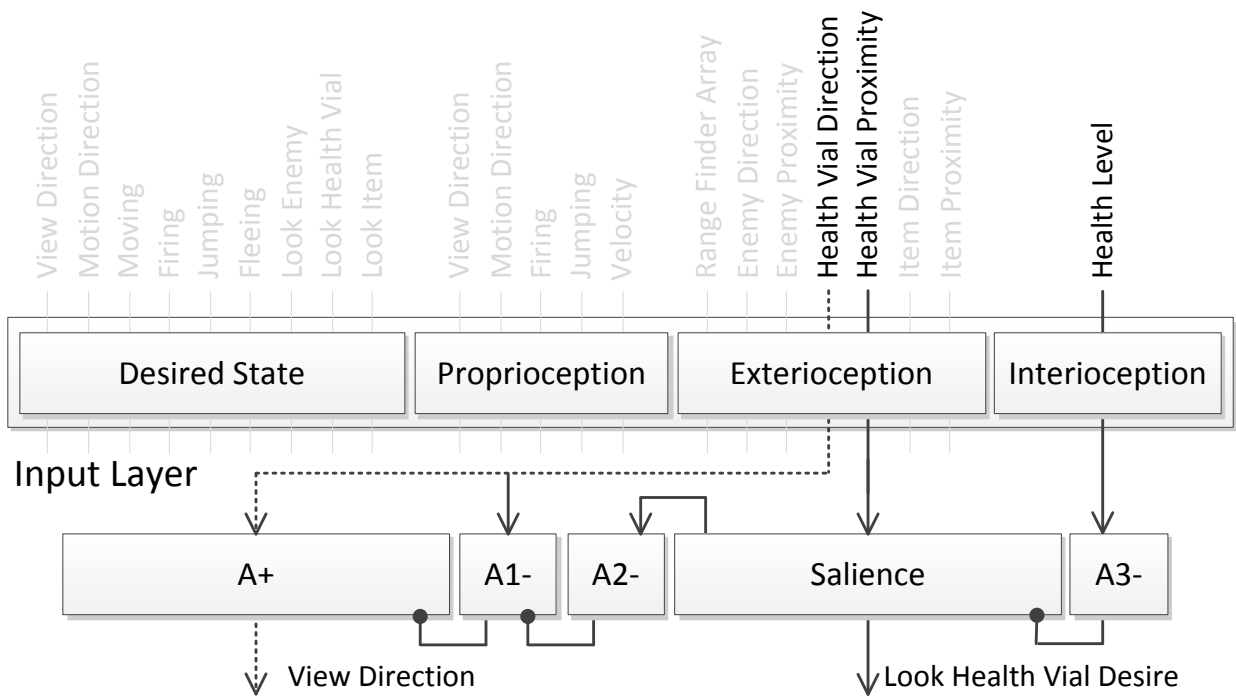 View Direction
Motion Direction
Moving
Firing
Jumping
Fleeing
Look Enemy
Look Health Vial
Look Item
View Direction
Motion Direction
Firing
Jumping
Velocity
Range Finder Array
Enemy Direction
Enemy Proximity
Health Vial Direction
Health Vial Proximity
Item Direction
Item Proximity
Health Level
Desired State
Proprioception
Exterioception
Interioception
Input Layer
A+
A1-
A2-
Salience
A3-
View Direction
Look Health Vial Desire